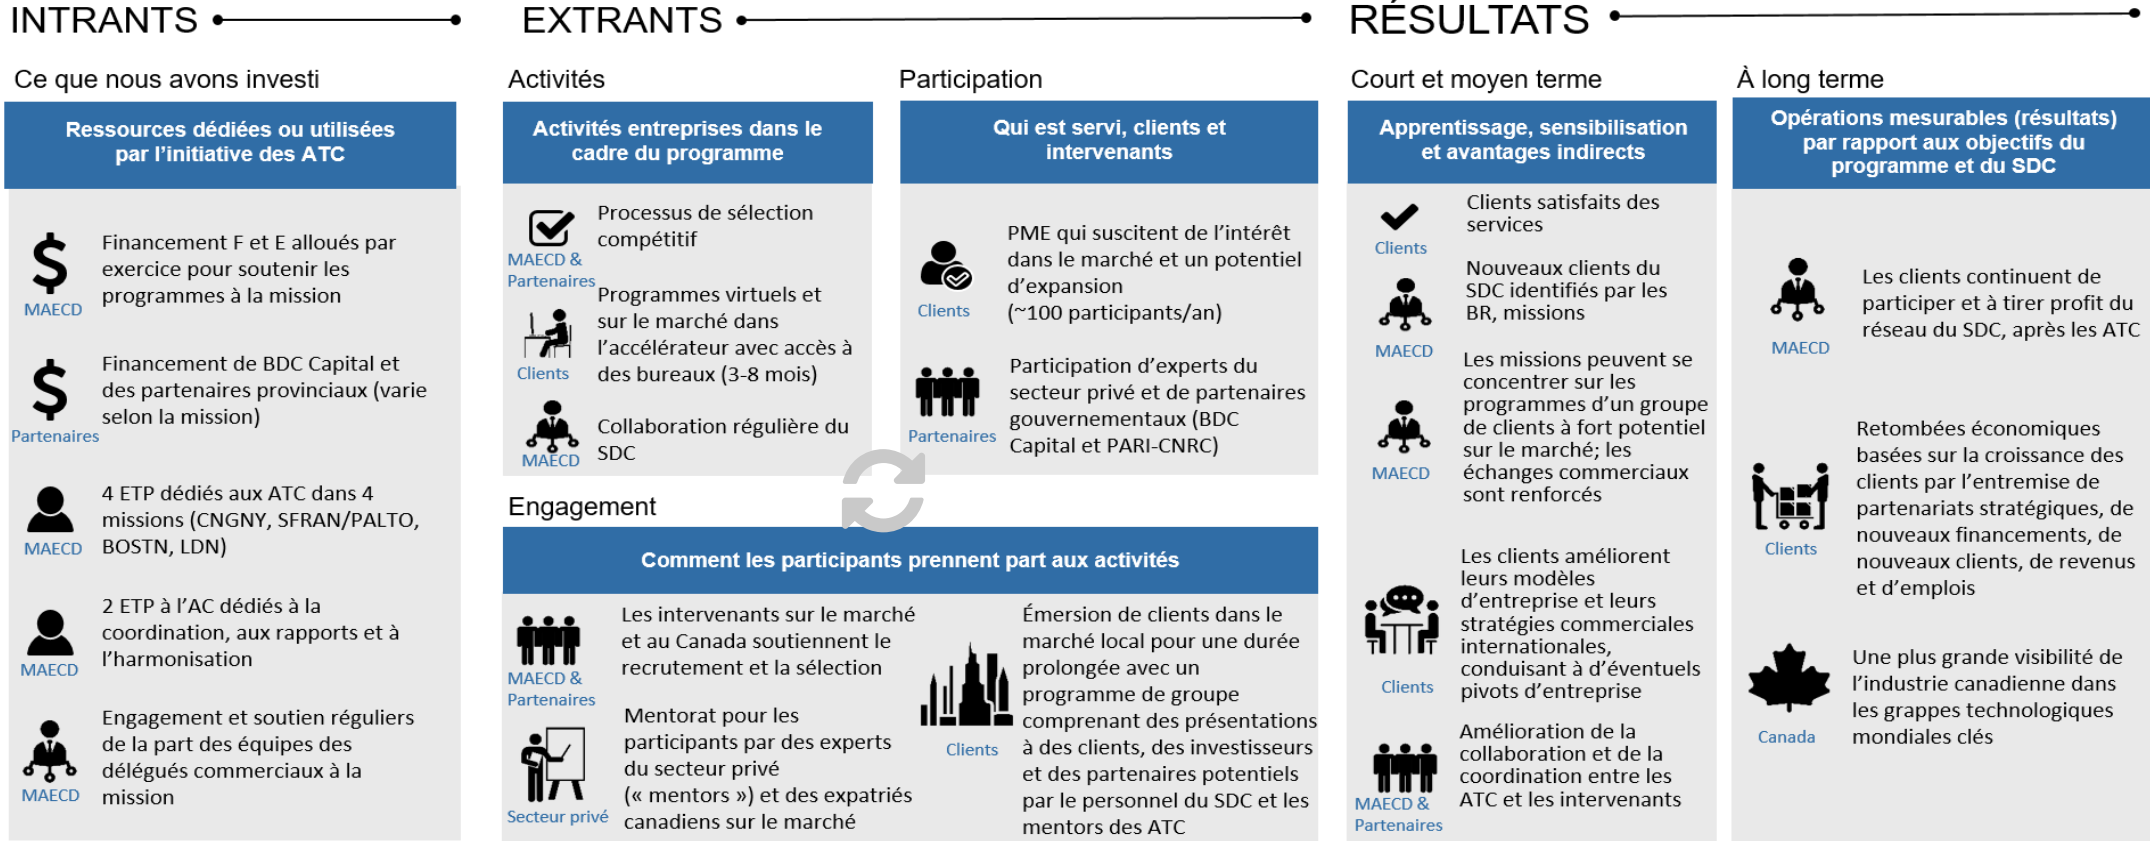 INTRANTS
Ce que nous avons investi
Ressources dédiées ou utilisées
par l’initiative des ATC
MAECD
Financement F et E alloués par
exercice pour soutenir les
programmes à la mission
Partenaires
Financement de BDC Capital et
des partenaires provinciaux (varie
selon la mission)
MAECD
4 ETP dédiés aux ATC dans 4
missions (CNGNY, SFRAN/PALTO,
BOSTN, LDN)
MAECD
2 ETP à l’AC dédiés à la
coordination, aux rapports et à
l’harmonisation
MAECD
Engagement et soutien réguliers
de la part des équipes des
délégués commerciaux à la
mission
EXTRANTS
Activités
Activités entreprises dans le
cadre du programme
MAECD &
Partenaires
Processus de sélection
compétitif
Clients
Programmes virtuels et
sur le marché dans
l’accélérateur avec accès à
des bureaux (3-8 mois)
MAECD
Collaboration régulière du
SDC
Participation
Qui est servi, clients et
intervenants
Clients
PME qui suscitent de l’intérêt
dans le marché et un potentiel
d’expansion
(~100 participants/an)
Partenaires
Participation d’experts du
secteur privé et de partenaires
gouvernementaux (BDC
Capital et PARI-CNRC)
Engagement
Comment les participants prennent part aux activités
MAECD &
Partenaires
Les intervenants sur le marché
et au Canada soutiennent le
recrutement et la sélection
Secteur privé
Mentorat pour les
participants par des experts
du secteur privé
(« mentors ») et des expatriés
canadiens sur le marché
Clients
Émersion de clients dans le
marché local pour une durée
prolongée avec un
programme de groupe
comprenant des présentations
à des clients, des investisseurs
et des partenaires potentiels
par le personnel du SDC et les
mentors des ATC
RÉSULTATS
Court et moyen terme
Apprentissage, sensibilisation
et avantages indirects
Clients
Clients satisfaits des
services
MAECD
Nouveaux clients du
SDC identifiés par les
BR, missions
MAECD
Les missions peuvent se
concentrer sur les
programmes d’un groupe
de clients à fort potentiel
sur le marché; les
échanges commerciaux
sont renforcés
Clients
Les clients améliorent
leurs modèles
d’entreprise et leurs
stratégies commerciales
internationales,
conduisant à d’éventuels
pivots d’entreprise
MAECD &
Partenaires
Amélioration de la
collaboration et de la
coordination entre les
ATC et les intervenants
À long terme
Opérations mesurables (résultats)
par rapport aux objectifs du
programme et du SDC
MAECD
Les clients continuent de
participer et à tirer profit du
réseau du SDC, après les ATC
Clients
Retombées économiques
basées sur la croissance des
clients par l’entremise de
partenariats stratégiques, de
nouveaux financements, de
nouveaux clients, de revenus
et d’emplois
Canada
Une plus grande visibilité de
l’industrie canadienne dans
les grappes technologiques
mondiales clés